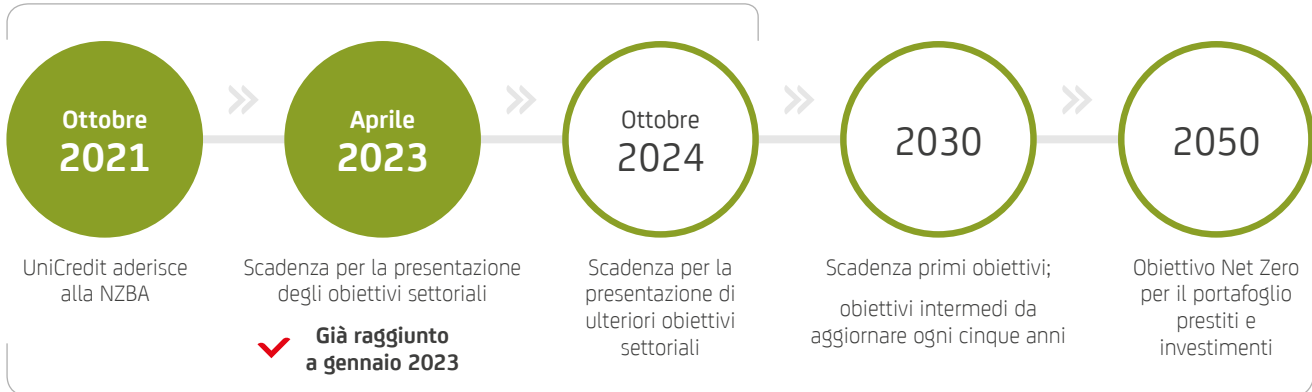 Ottobre
2021
Aprile
2023
Ottobre
2024
2030
2050
UniCredit aderisce
alla NZBA
Scadenza per la presentazione
degli obiettivi settoriali
Già raggiunto
a gennaio 2023
Scadenza per la
presentazione di
ulteriori obiettivi
settoriali
Scadenza primi obiettivi;
obiettivi intermedi da
aggiornare ogni cinque anni
Obiettivo Net Zero
per il portafoglio
prestiti e
investimenti